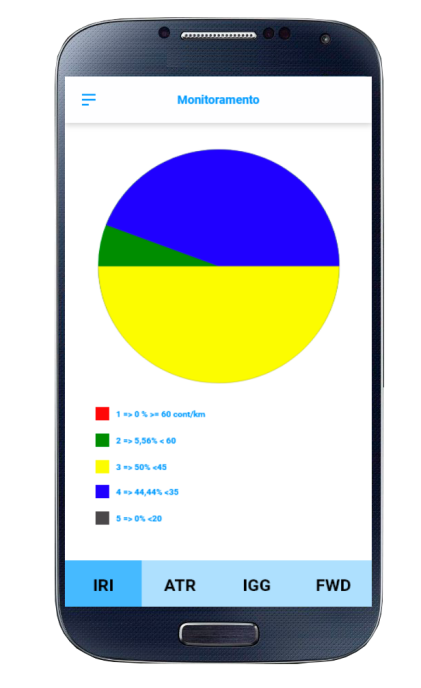 Monitoramento
1 => 0 % >= 60 cont/km
2 => 5,56% < 60
3 => 50% <45
4 => 44,44% <35
5 => 0% <20
IRI ATR IGG FWD